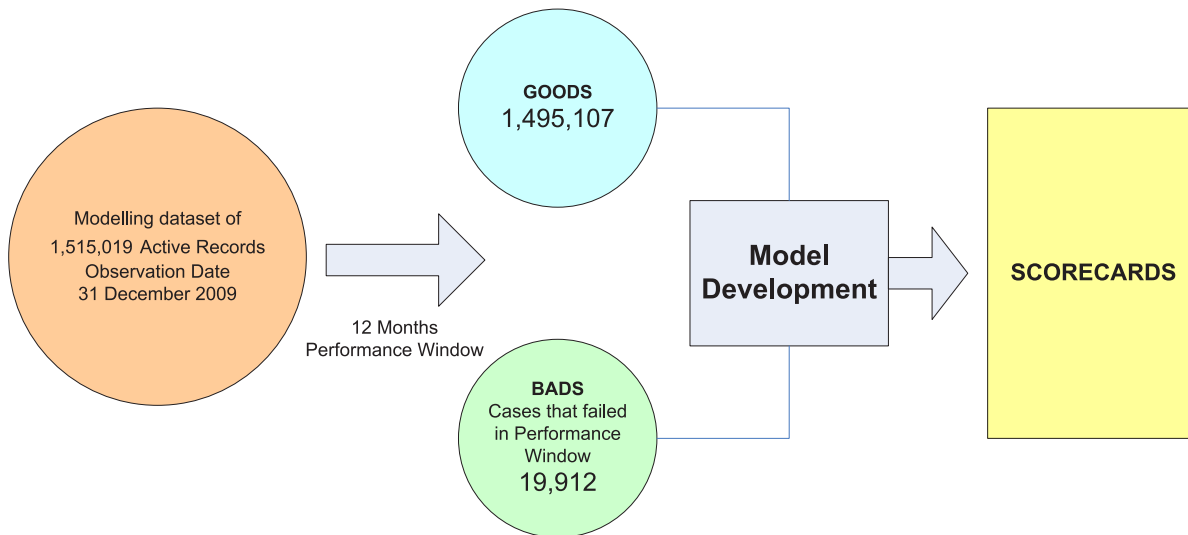 Modelling dataset of
1,515,019 Active Records
Observation Date
31 December 2009
12 Months
Performance Window
GOODS
1,495,107
BADS
Cases that failed
in Performance
Window
19,912
Model
Development
SCORECARDS